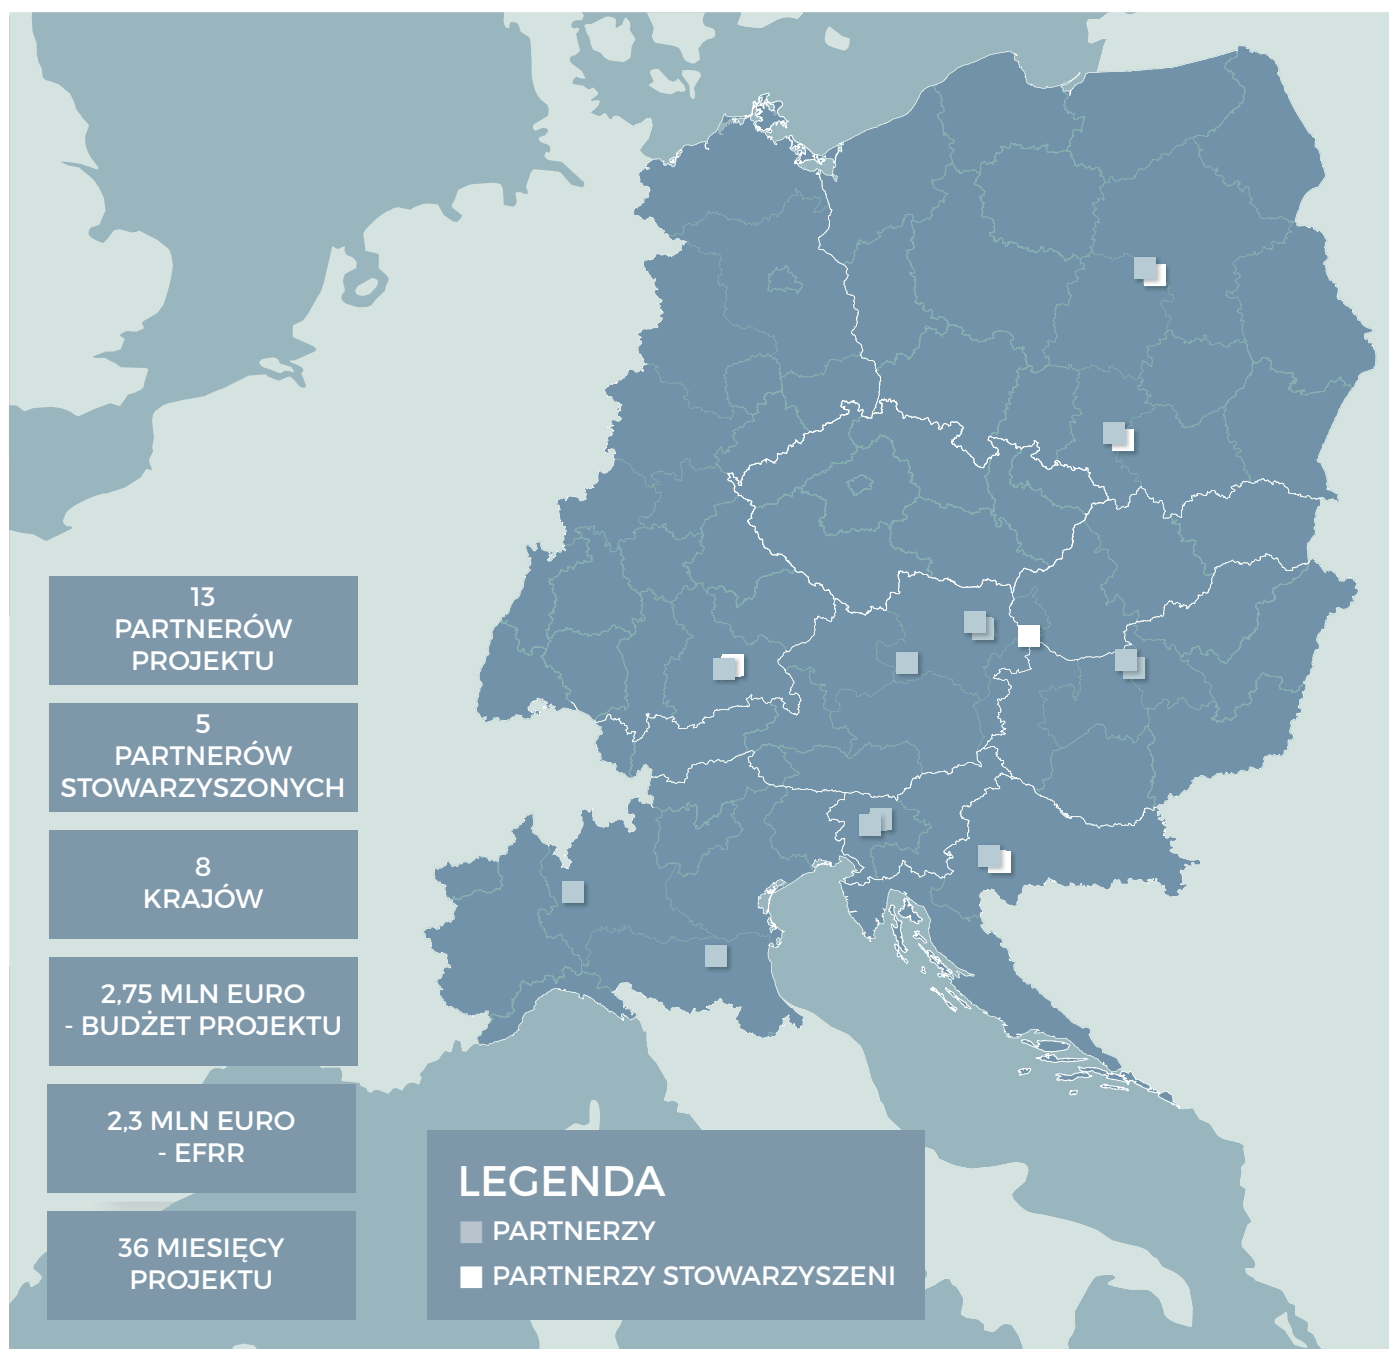 13
PARTNERÓW
PROJEKTU
5
PARTNERÓW
STOWARZYSZONYCH
8
KRAJÓW
2,75 MLN EURO
- BUDŻET PROJEKTU
2,3 MLN EURO
- EFRR
36 MIESIĘCY
PROJEKTU
LEGENDA
PARTNERZY
PARTNERZY STOWARZYSZENI